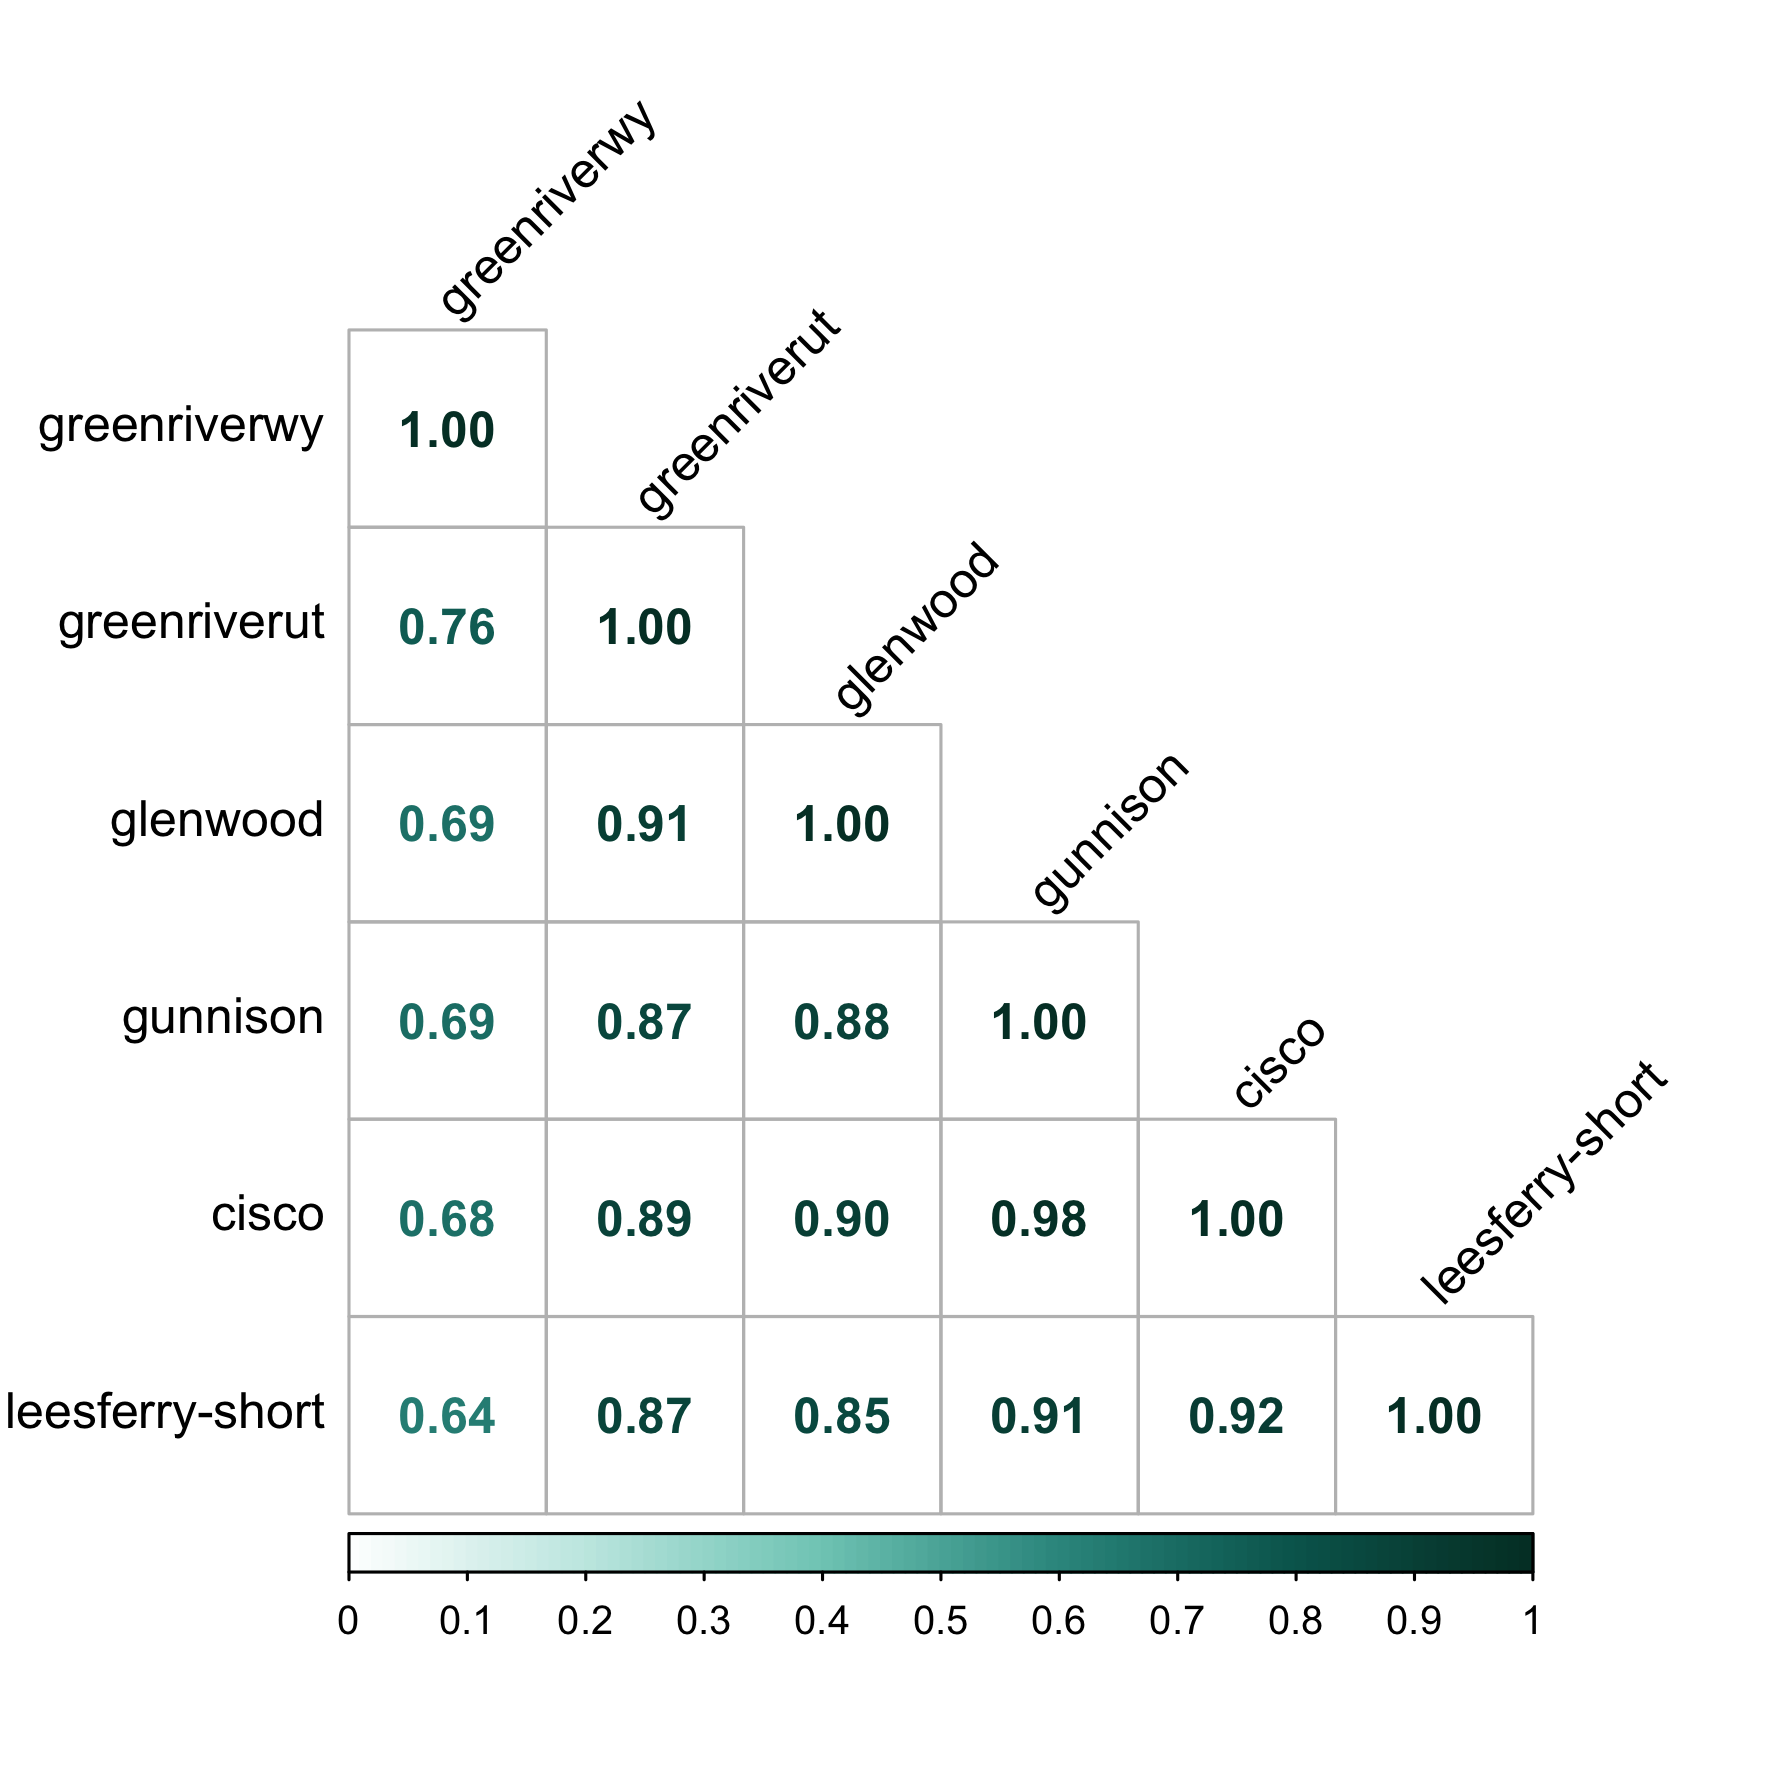 greenriverwy
greenriverut
glenwood
gunnison
cisco
leesferry-short
greenriverwy 1.00
greenriverut 0.76 1.00
glenwood 0.69 0.91 1.00
gunnison 0.69 0.87 0.88 1.00
cisco 0.68 0.89 0.90 0.98 1.00
leesferry-short 0.64 0.87 0.85 0.91 0.92 1.00
0 0.1 0.2 0.3 0.4 0.5 0.6 0.7 0.8 0.9 1